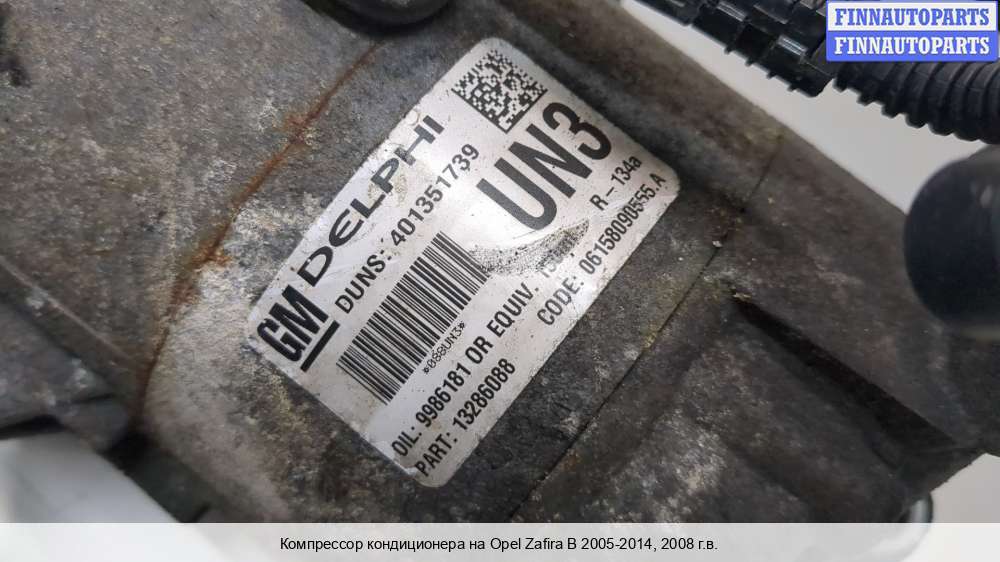 FINNAUTOPARTS
FINNAUTOPARTS
GM DELPHI
DUNS: 401351739
UN3
*088UN3*
R-134a
OIL: 9986181 OR EQUIV.
CODE: 06158090555.A
PART: 13286088
Компрессор кондиционера на Opel Zafira B 2005-2014, 2008 г.в.